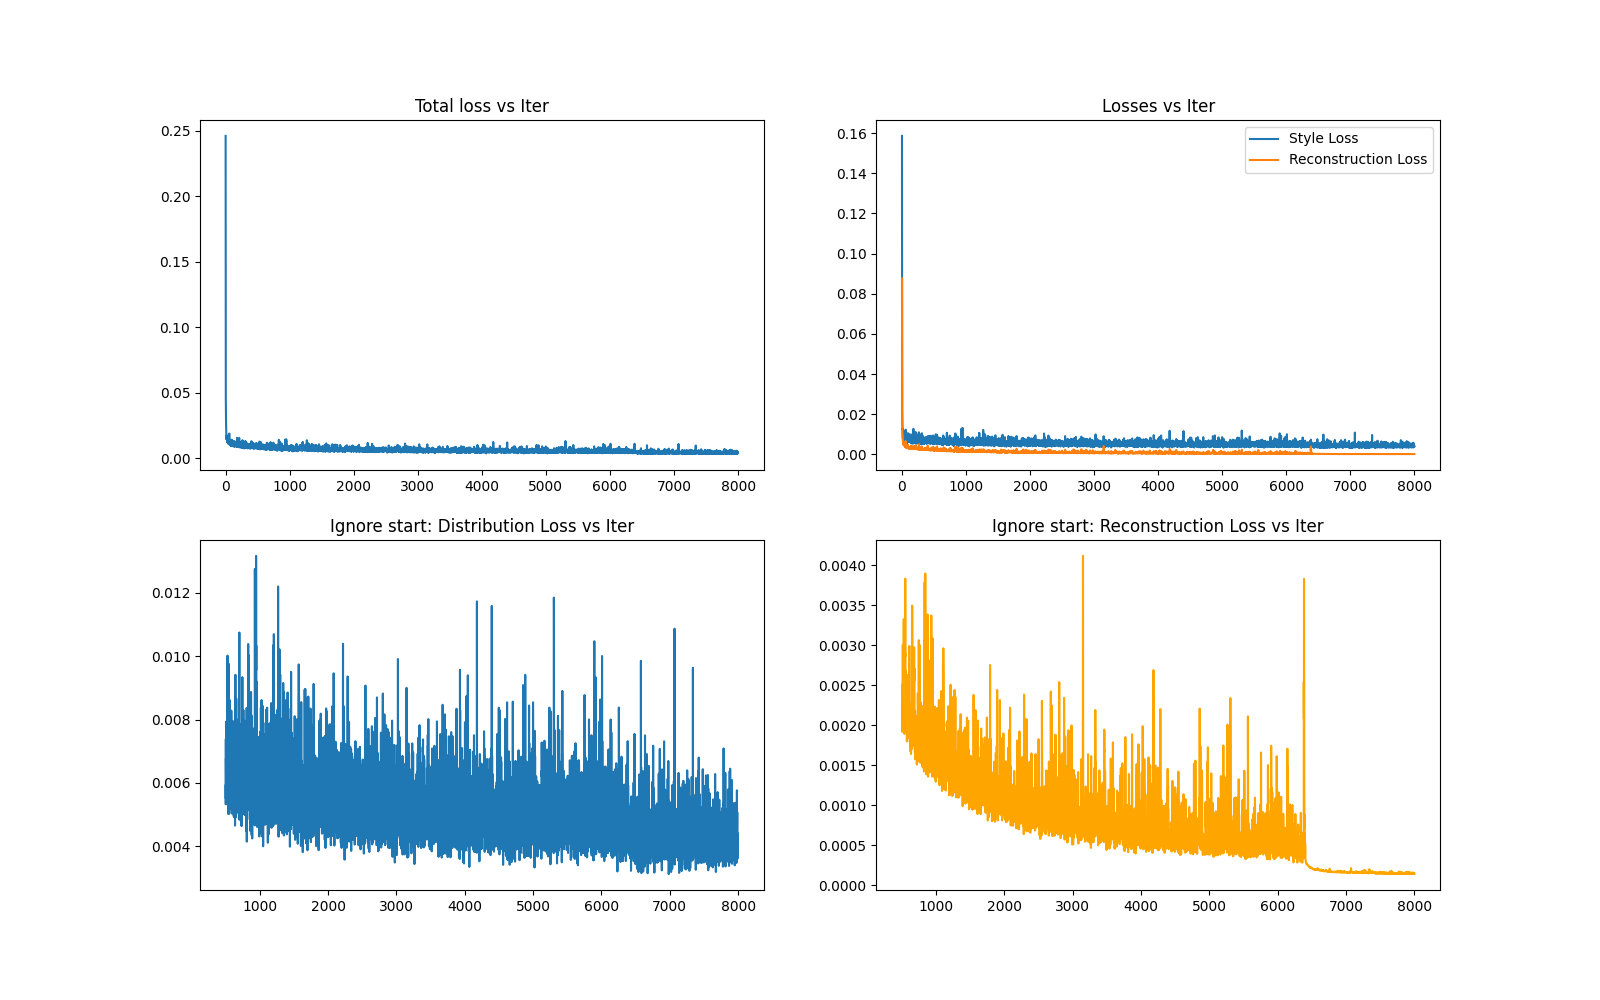 Total loss vs Iter
0.25
0.20
0.15
0.10
0.05
0.00
0 1000 2000 3000 4000 5000 6000 7000 8000
Losses vs Iter
Style Loss
Reconstruction Loss
0.16
0.14
0.12
0.10
0.08
0.06
0.04
0.02
0.00
0 1000 2000 3000 4000 5000 6000 7000 8000
Ignore start: Distribution Loss vs Iter
0.012
0.010
0.008
0.006
0.004
1000 2000 3000 4000 5000 6000 7000 8000
Ignore start: Reconstruction Loss vs Iter
0.0040
0.0035
0.0030
0.0025
0.0020
0.0015
0.0010
0.0005
0.0000
1000 2000 3000 4000 5000 6000 7000 8000